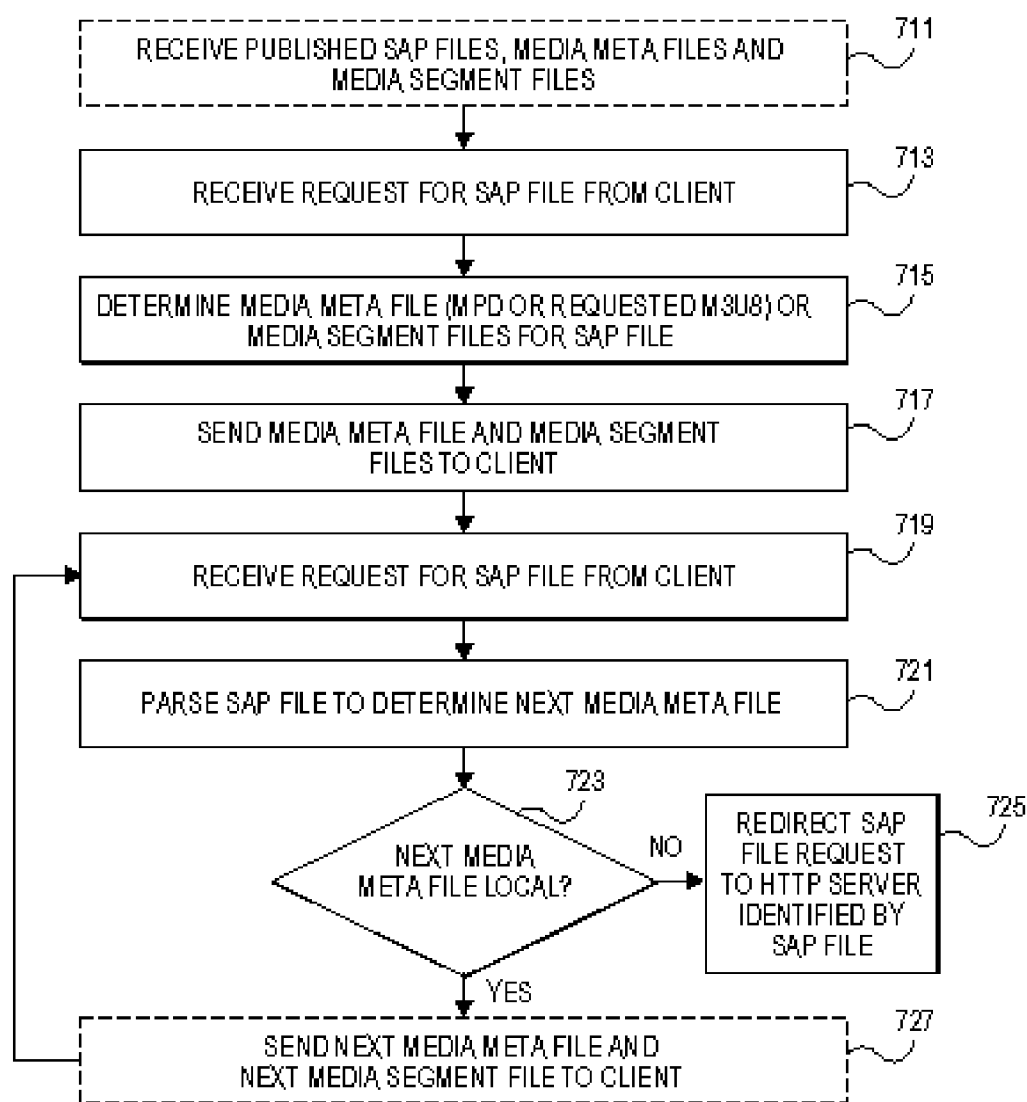 RECEIVE PUBLISHED SAP FILES, MEDIA META FILES AND
MEDIA SEGMENT FILES
711
RECEIVE REQUEST FOR SAP FILE FROM CLIENT
713
DETERMINE MEDIA META FILE (MPD OR REQUESTED M3U8) OR
MEDIA SEGMENT FILES FOR SAP FILE
715
SEND MEDIA META FILE AND MEDIA SEGMENT
FILES TO CLIENT
717
RECEIVE REQUEST FOR SAP FILE FROM CLIENT
719
PARSE SAP FILE TO DETERMINE NEXT MEDIA META FILE
721
NEXT MEDIA
META FILE LOCAL?
723
NO
REDIRECT SAP
FILE REQUEST
TO HTTP SERVER
IDENTIFIED BY
SAP FILE
725
YES
SEND NEXT MEDIA META FILE AND
NEXT MEDIA SEGMENT FILE TO CLIENT
727